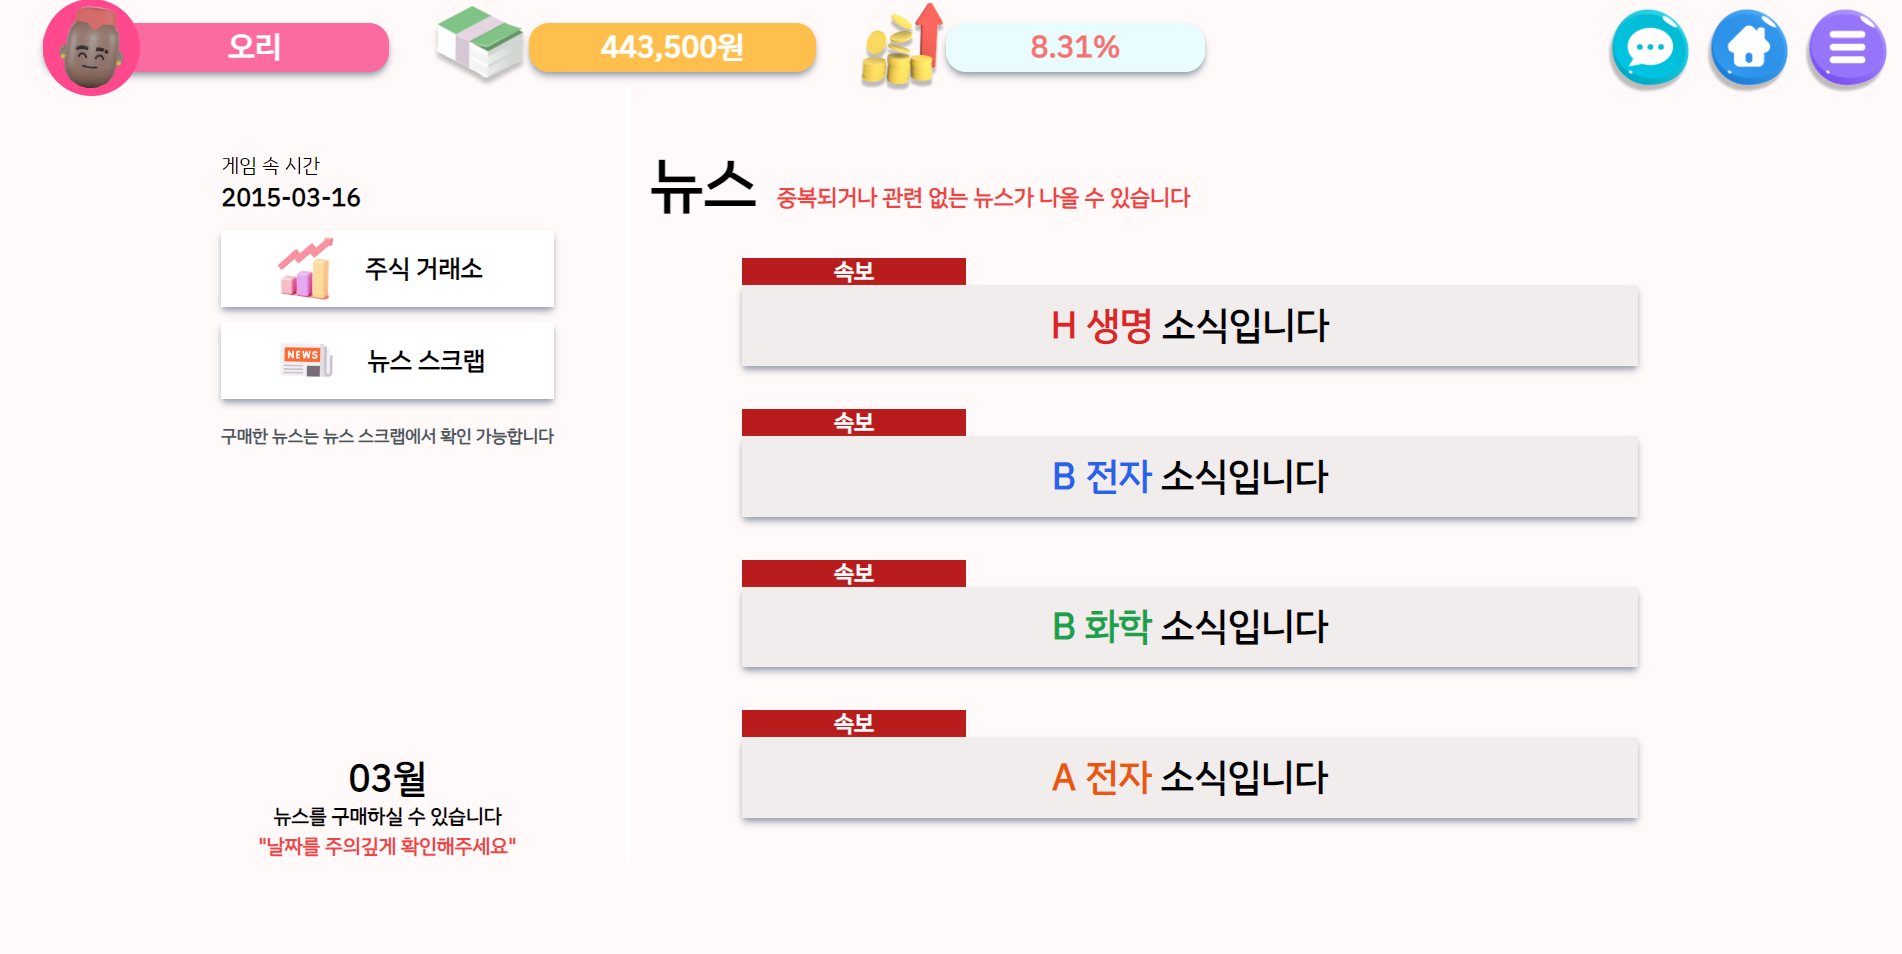 오리
443,500원
8.31%
게임 속 시간
2015-03-16
주식 거래소
NEWS
뉴스 스크랩
구매한 뉴스는 뉴스 스크랩에서 확인 가능합니다
03월
뉴스를 구매하실 수 있습니다
"날짜를 주의깊게 확인해주세요"
뉴스 중복되거나 관련 없는 뉴스가 나올 수 있습니다
속보
H 생명 소식입니다
속보
B 전자 소식입니다
속보
B 화학 소식입니다
속보
A 전자 소식입니다